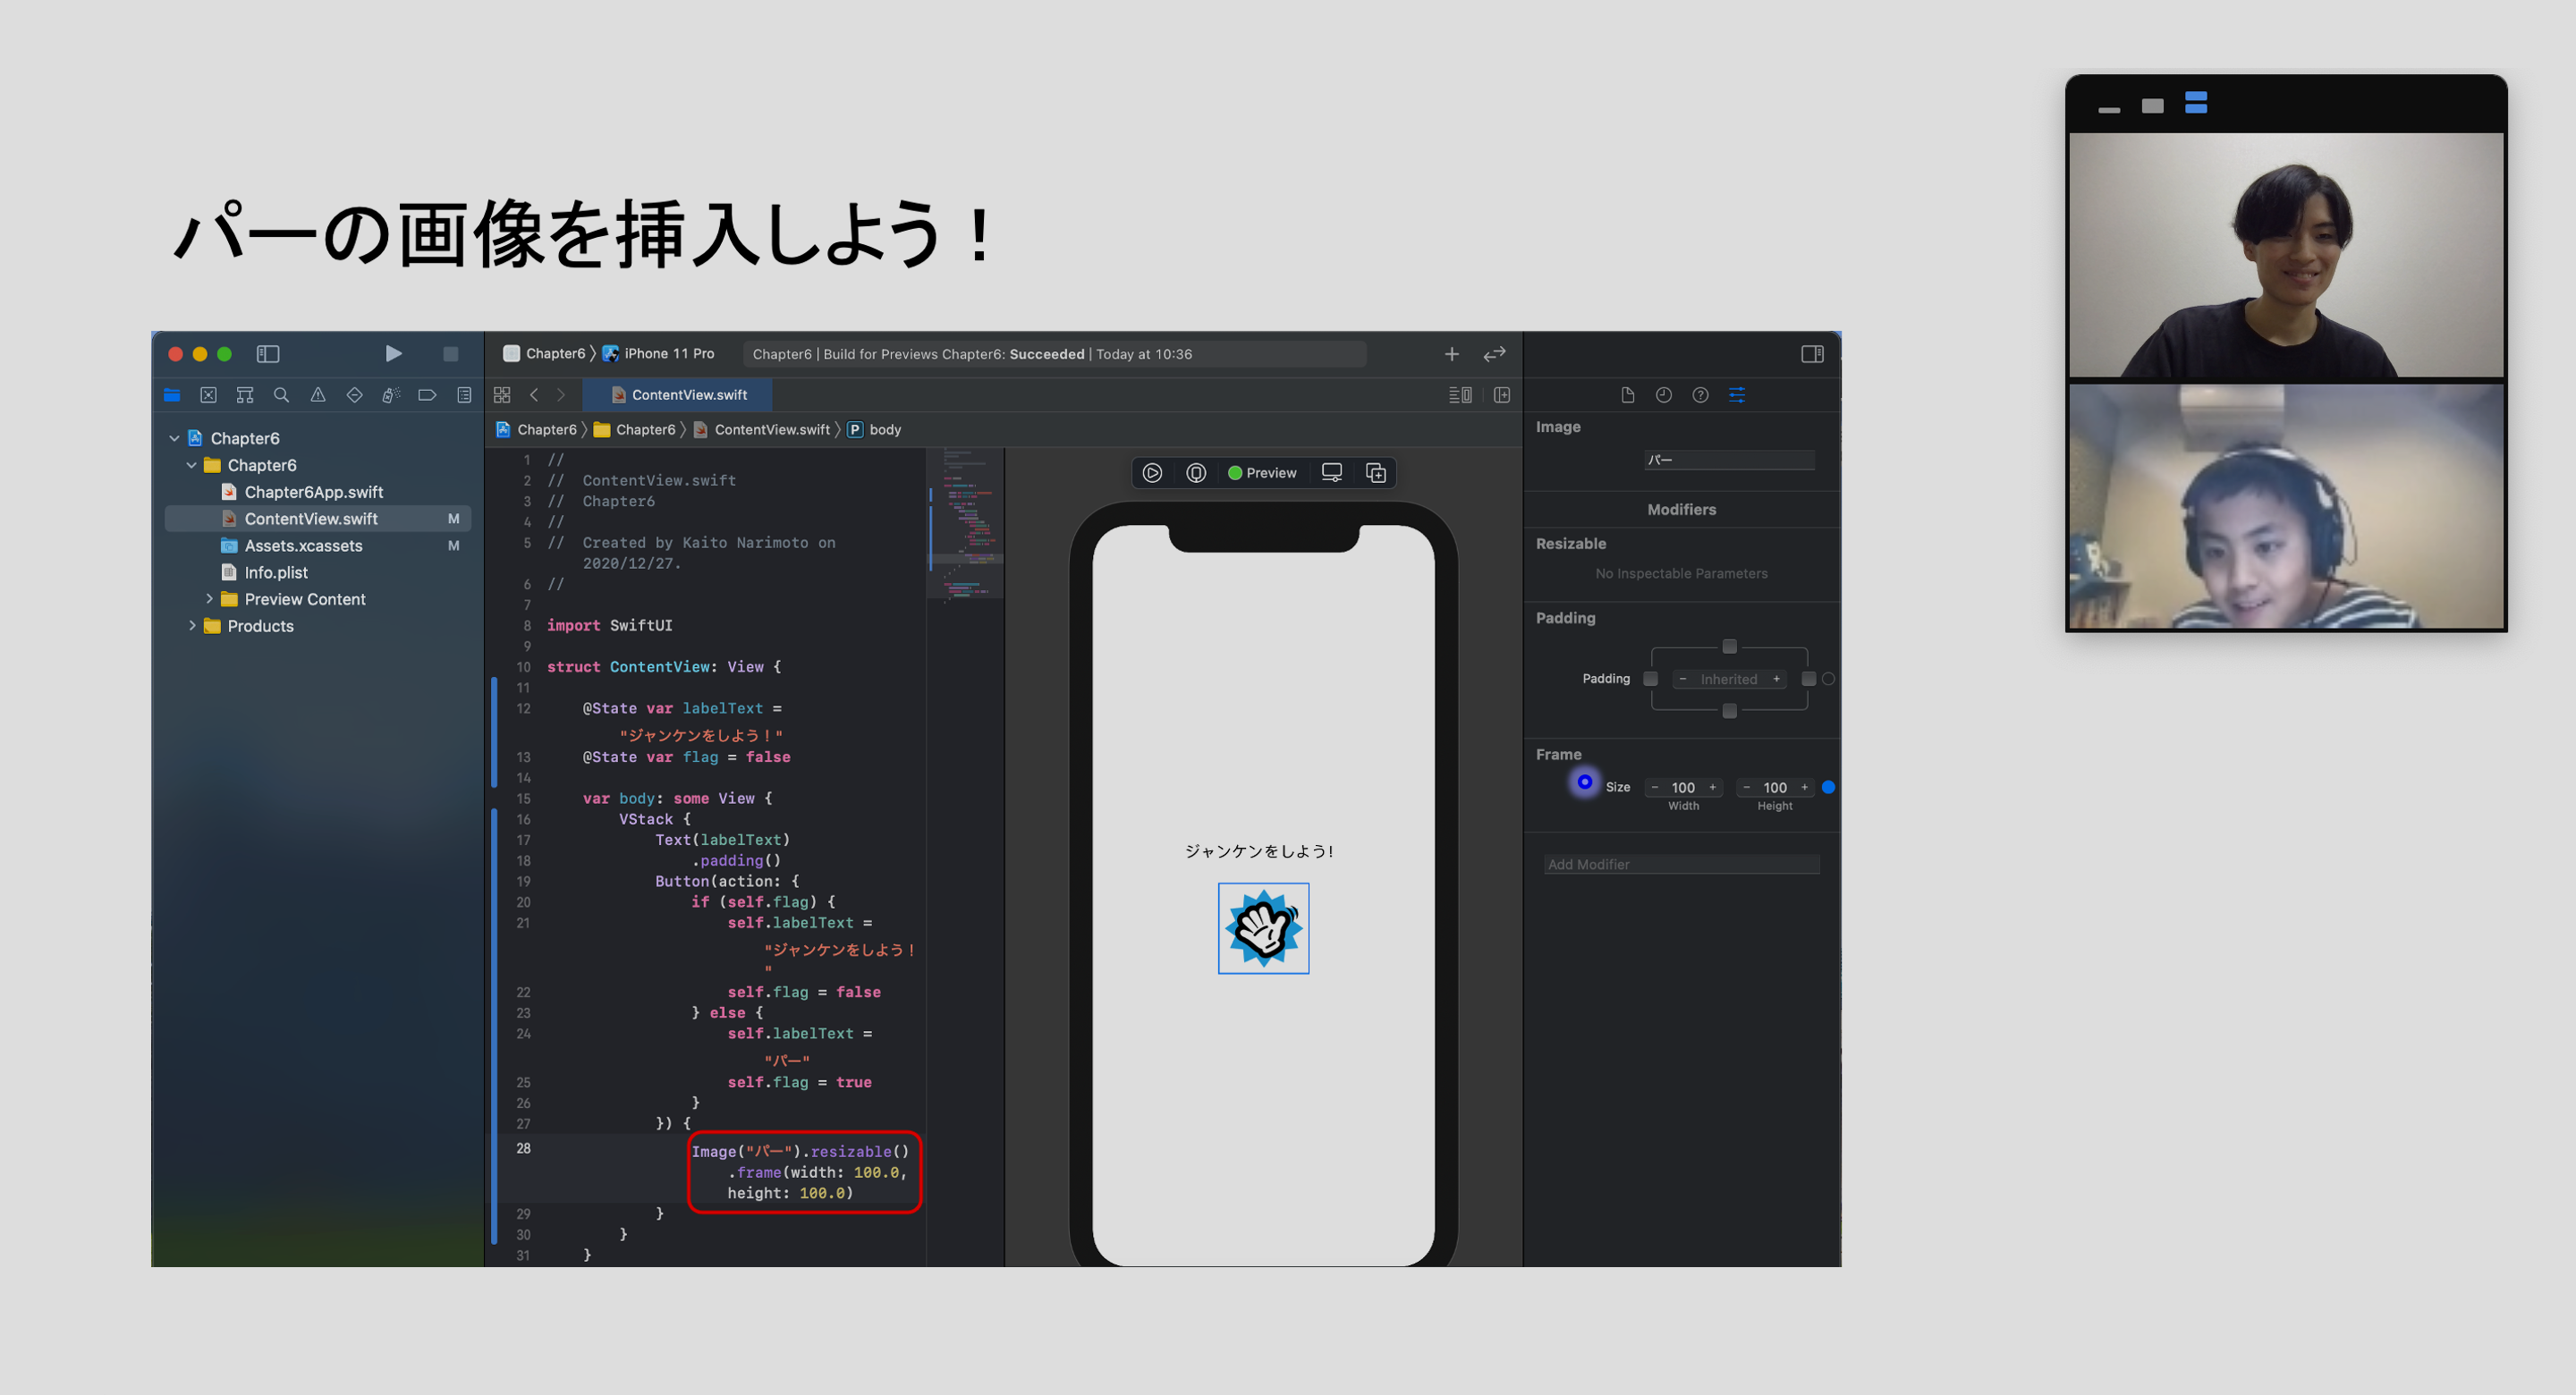 パーの画像を挿入しよう！
Chapter6 〉 iPhone 11 Pro
Chapter6 | Build for Previews Chapter6: Succeeded | Today at 10:36
ContentView.swift
Chapter6 〉 Chapter6 〉 ContentView.swift 〉 P body
Chapter6
Chapter6
Chapter6App.swift
ContentView.swift M
Assets.xcassets M
Info.plist
Preview Content
Products
1 //
2 //  ContentView.swift
3 //  Chapter6
4 //
5 //  Created by Kaito Narimoto on
2020/12/27.
6 //
7
8 import SwiftUI
9
10 struct ContentView: View {
11
12 @State var labelText =
"ジャンケンをしよう！"
13 @State var flag = false
14
15 var body: some View {
16 VStack {
17 Text(labelText)
18 .padding()
19 Button(action: {
20 if (self.flag) {
21 self.labelText =
"ジャンケンをしよう！
"
22 self.flag = false
23 } else {
24 self.labelText =
"パー"
25 self.flag = true
26 }
27 }) {
28 Image("パー").resizable()
.frame(width: 100.0,
height: 100.0)
29 }
30 }
31 }
Preview
ジャンケンをしよう!
Image
パー
Modifiers
Resizable
No Inspectable Parameters
Padding
Padding − Inherited +
Frame
Size − 100 + − 100 +
Width Height
Add Modifier